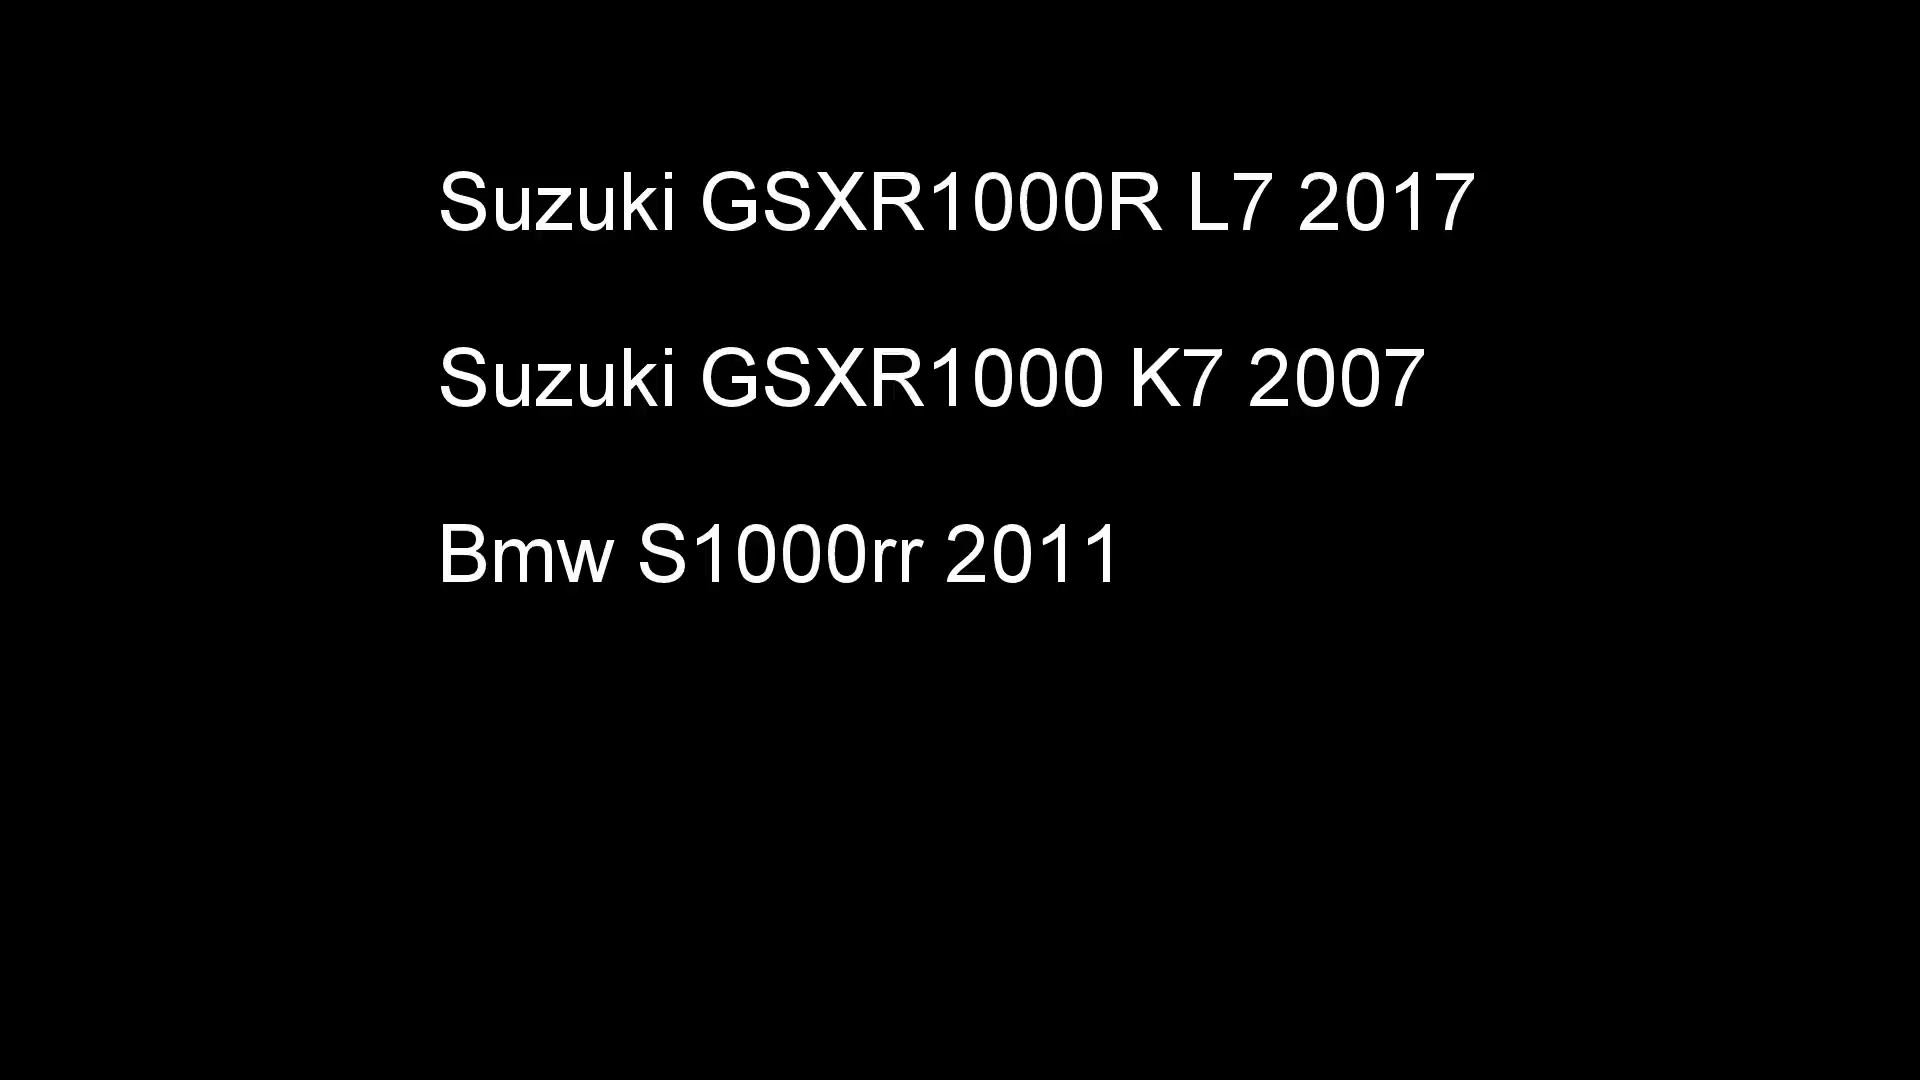 Suzuki GSXR1000R L7 2017
Suzuki GSXR1000 K7 2007
Bmw S1000rr 2011